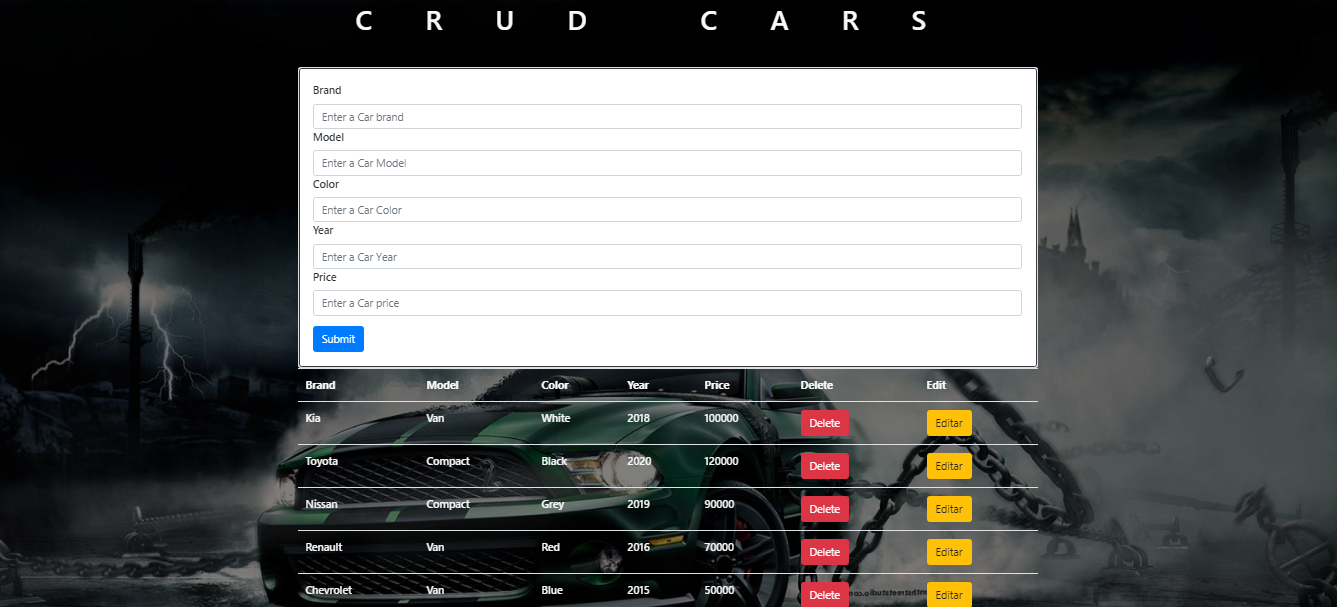 CRUD CARS
Brand
Enter a Car brand
Model
Enter a Car Model
Color
Enter a Car Color
Year
Enter a Car Year
Price
Enter a Car price
Submit
Brand Model Color Year Price Delete Edit
Kia Van White 2018 100000 Delete Editar
Toyota Compact Black 2020 120000 Delete Editar
Nissan Compact Grey 2019 90000 Delete Editar
Renault Van Red 2016 70000 Delete Editar
Chevrolet Van Blue 2015 50000 Delete Editar